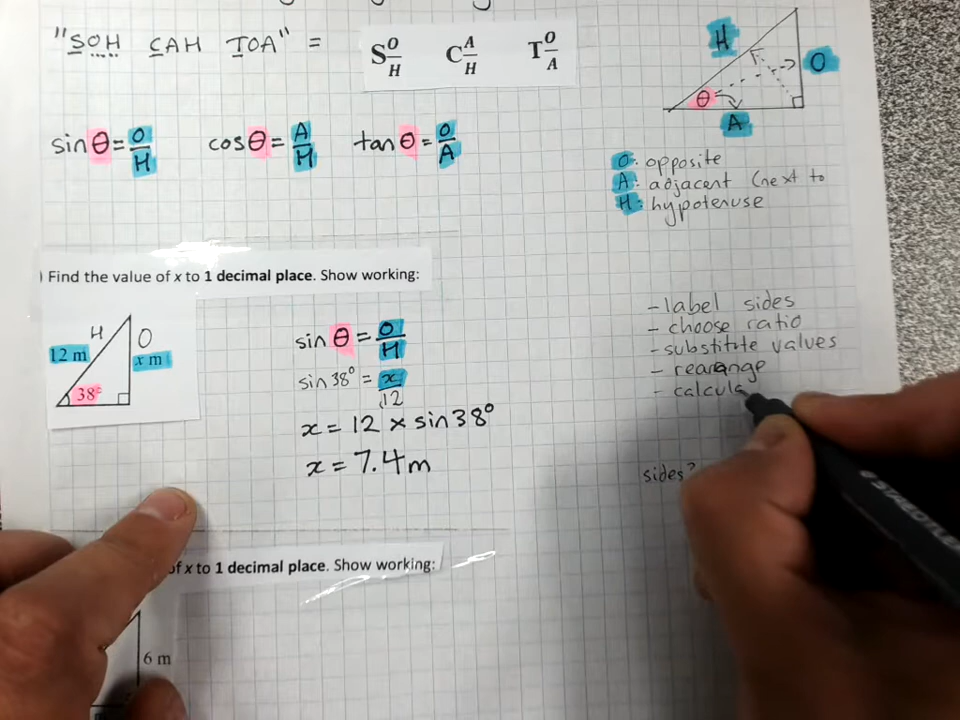 "SOH CAH TOA" = S O/H C A/H T O/A
H
O
θ
A
sinθ = O/H cosθ = A/H tanθ = O/A
O: opposite
A: adjacent (next to
H: hypotenuse
) Find the value of x to 1 decimal place. Show working:
H
O
12 m
x m
38°
sin θ = O/H
sin 38° = x/12
x = 12 × sin 38°
x = 7.4m
- label sides
- choose ratio
- substitute values
- rearange
- calcula
sides?
of x to 1 decimal place. Show working:
6 m
STAEDTLER